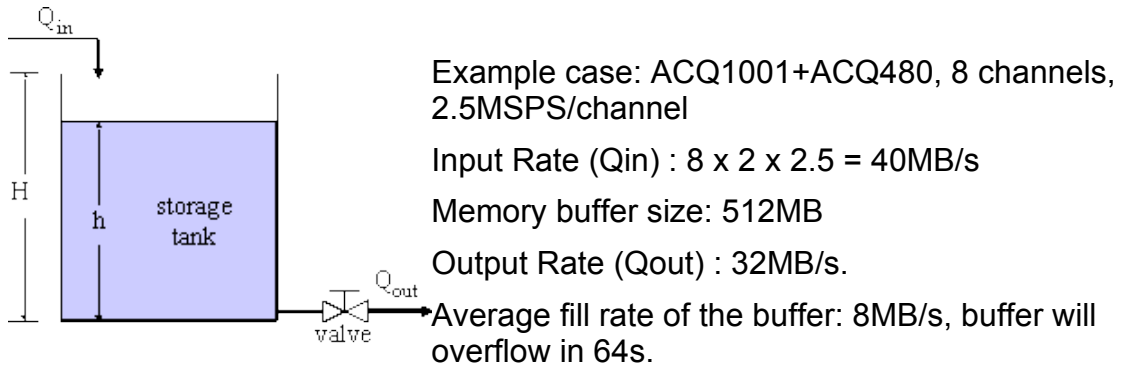 Qin
H
h
storage
tank
Qout
valve
Example case: ACQ1001+ACQ480, 8 channels,
2.5MSPS/channel
Input Rate (Qin) : 8 x 2 x 2.5 = 40MB/s
Memory buffer size: 512MB
Output Rate (Qout) : 32MB/s.
Average fill rate of the buffer: 8MB/s, buffer will
overflow in 64s.